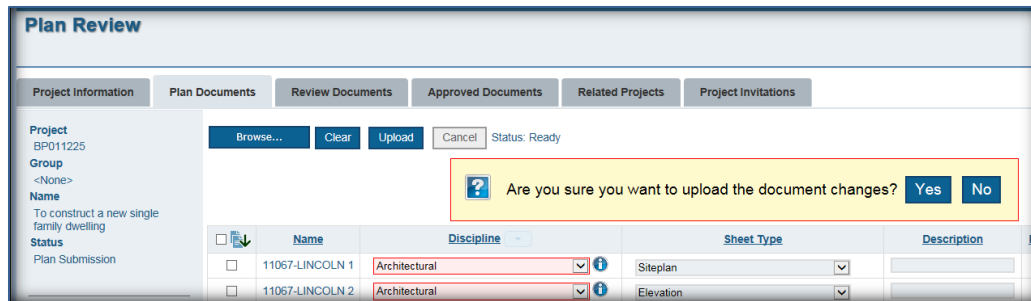 Plan Review
Project Information Plan Documents Review Documents Approved Documents Related Projects Project Invitations
Project
BP011225
Group
<None>
Name
To construct a new single
family dwelling
Status
Plan Submission
Browse... Clear Upload Cancel Status: Ready
Are you sure you want to upload the document changes? Yes No
Name Discipline Sheet Type Description
11067-LINCOLN 1 Architectural Siteplan
11067-LINCOLN 2 Architectural Elevation